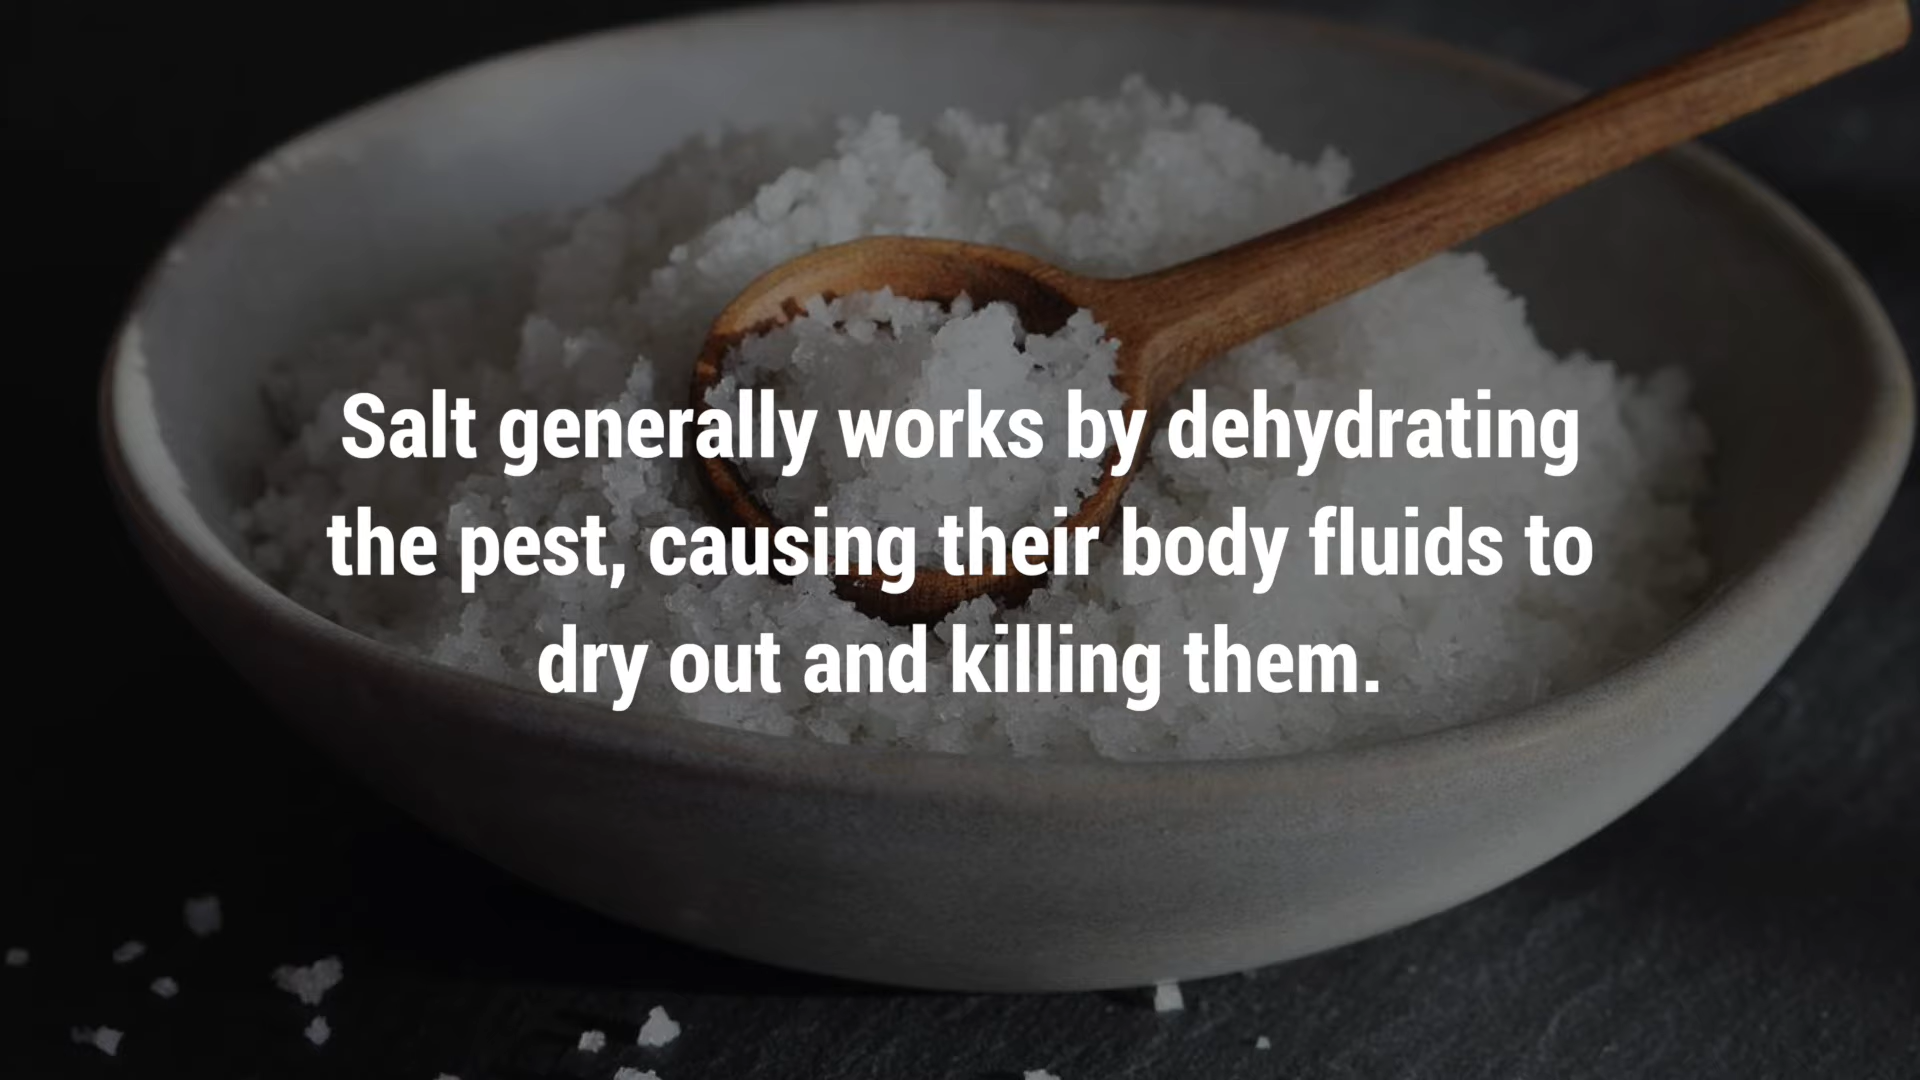 Salt generally works by dehydrating
the pest, causing their body fluids to
dry out and killing them.